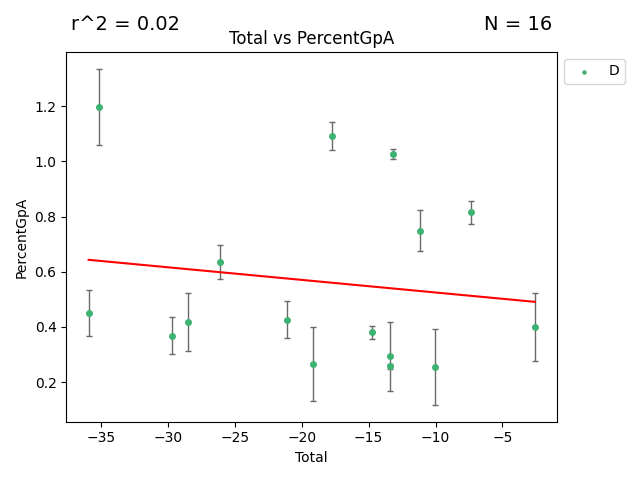 r^2 = 0.02
N = 16
Total vs PercentGpA
D
1.2
1.0
0.8
0.6
0.4
0.2
PercentGpA
−35
−30
−25
−20
−15
−10
−5
Total